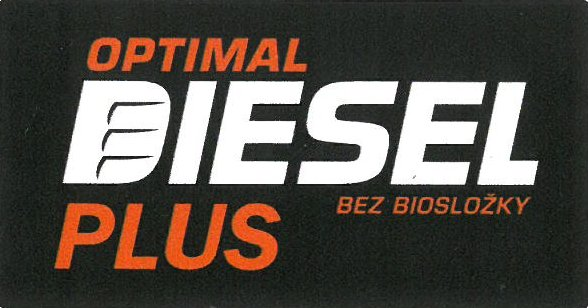 OPTIMAL
DIESEL
BEZ BIOSLOŽKY
PLUS